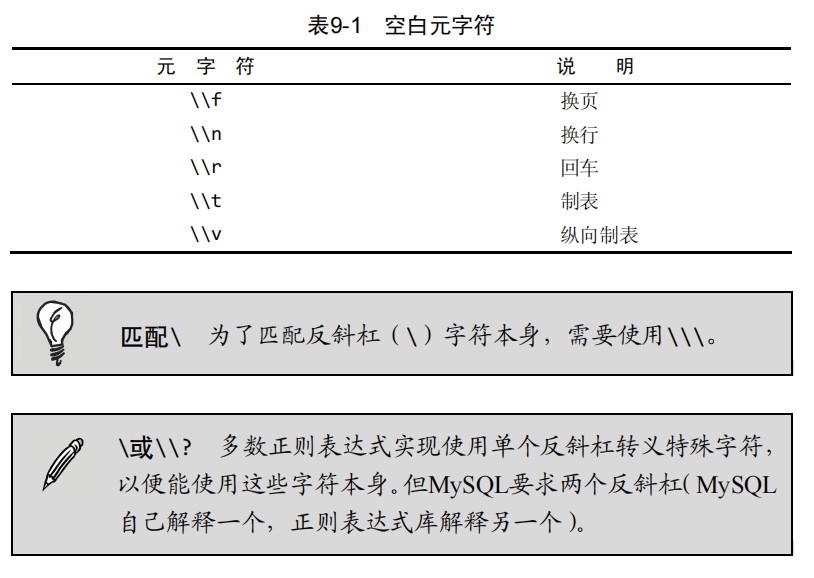 表9-1 空白元字符
元 字 符 说 明
\\f 换页
\\n 换行
\\r 回车
\\t 制表
\\v 纵向制表
匹配\ 为了匹配反斜杠（\）字符本身，需要使用\\\。
\或\\? 多数正则表达式实现使用单个反斜杠转义特殊字符，
以便能使用这些字符本身。但MySQL要求两个反斜杠（MySQL
自己解释一个，正则表达式库解释另一个）。